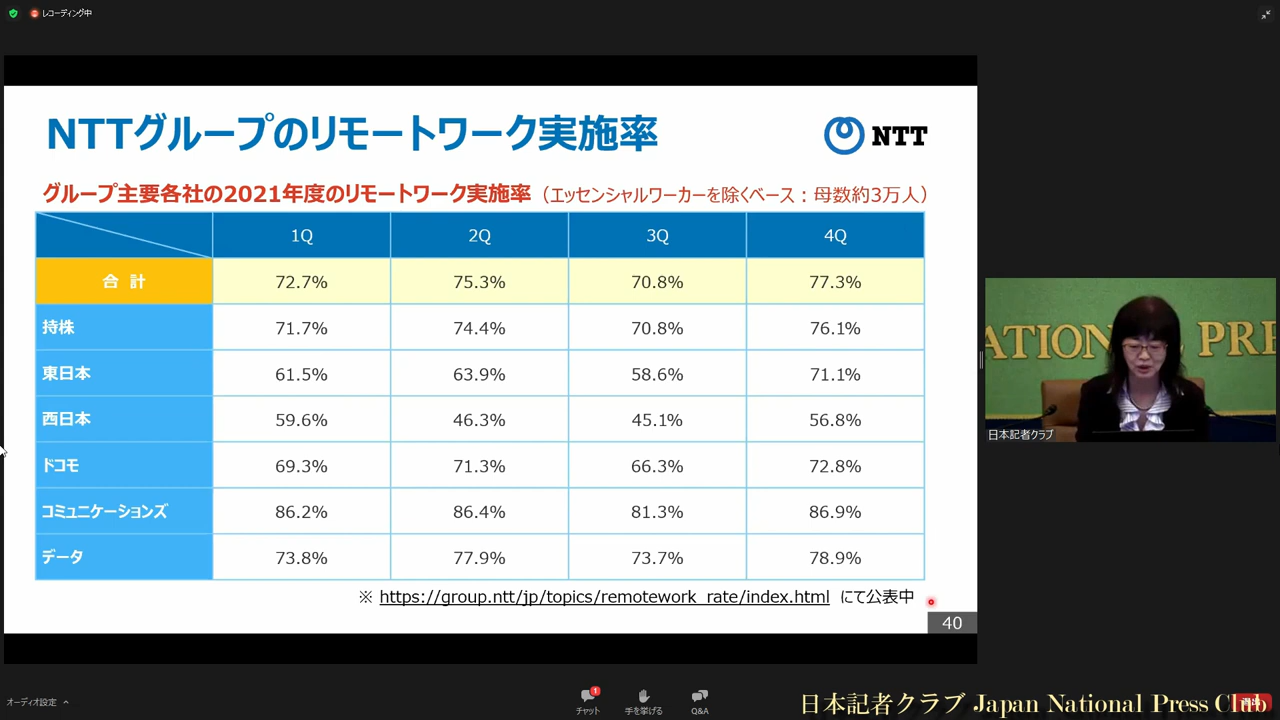 レコーディング中
NTTグループのリモートワーク実施率
NTT
グループ主要各社の2021年度のリモートワーク実施率（エッセンシャルワーカーを除くベース：母数約3万人）
1Q 2Q 3Q 4Q
合 計 72.7% 75.3% 70.8% 77.3%
持株 71.7% 74.4% 70.8% 76.1%
東日本 61.5% 63.9% 58.6% 71.1%
西日本 59.6% 46.3% 45.1% 56.8%
ドコモ 69.3% 71.3% 66.3% 72.8%
コミュニケーションズ 86.2% 86.4% 81.3% 86.9%
データ 73.8% 77.9% 73.7% 78.9%
※ https://group.ntt/jp/topics/remotework_rate/index.html にて公表中
40
ATION PRE
日本記者クラブ
オーディオ設定
1
チャット
手を挙げる
Q&A
日本記者クラブ Japan National Press Club